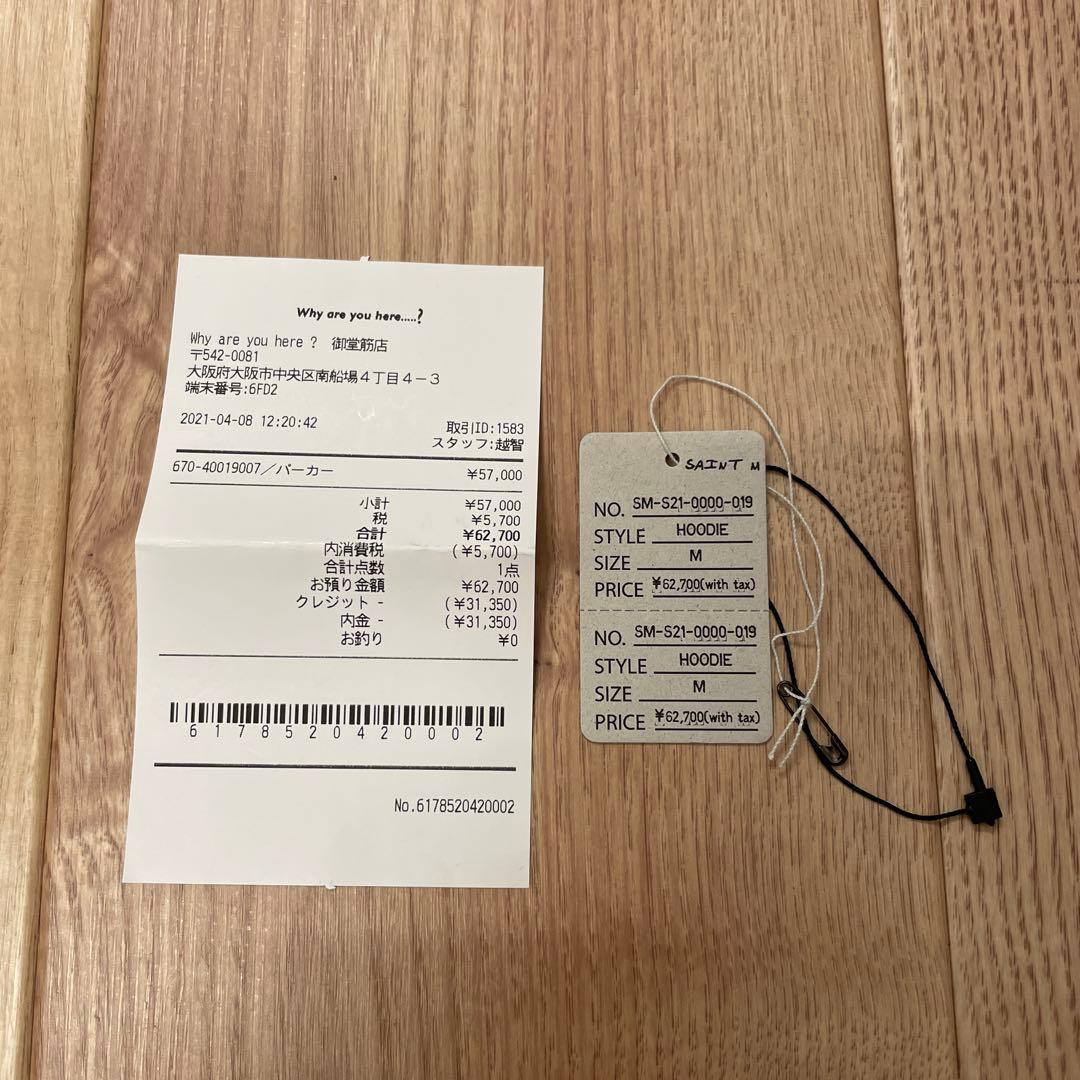 Why are you here.....?
Why are you here ? 御堂筋店
〒542-0081
大阪府大阪市中央区南船場４丁目４－３
端末番号:6FD2
2021-04-08 12:20:42 取引ID:1583
スタッフ:越智
670-40019007／パーカー ¥57,000
小計 ¥57,000
税 ¥5,700
合計 ¥62,700
内消費税 (¥5,700)
合計点数 1点
お預り金額 ¥62,700
クレジット - (¥31,350)
内金 - (¥31,350)
お釣り ¥0
6178520420002
No.6178520420002
SAINT M
NO. SM-S21-0000-019
STYLE HOODIE
SIZE M
PRICE ¥62,700(with tax)
NO. SM-S21-0000-019
STYLE HOODIE
SIZE M
PRICE ¥62,700(with tax)